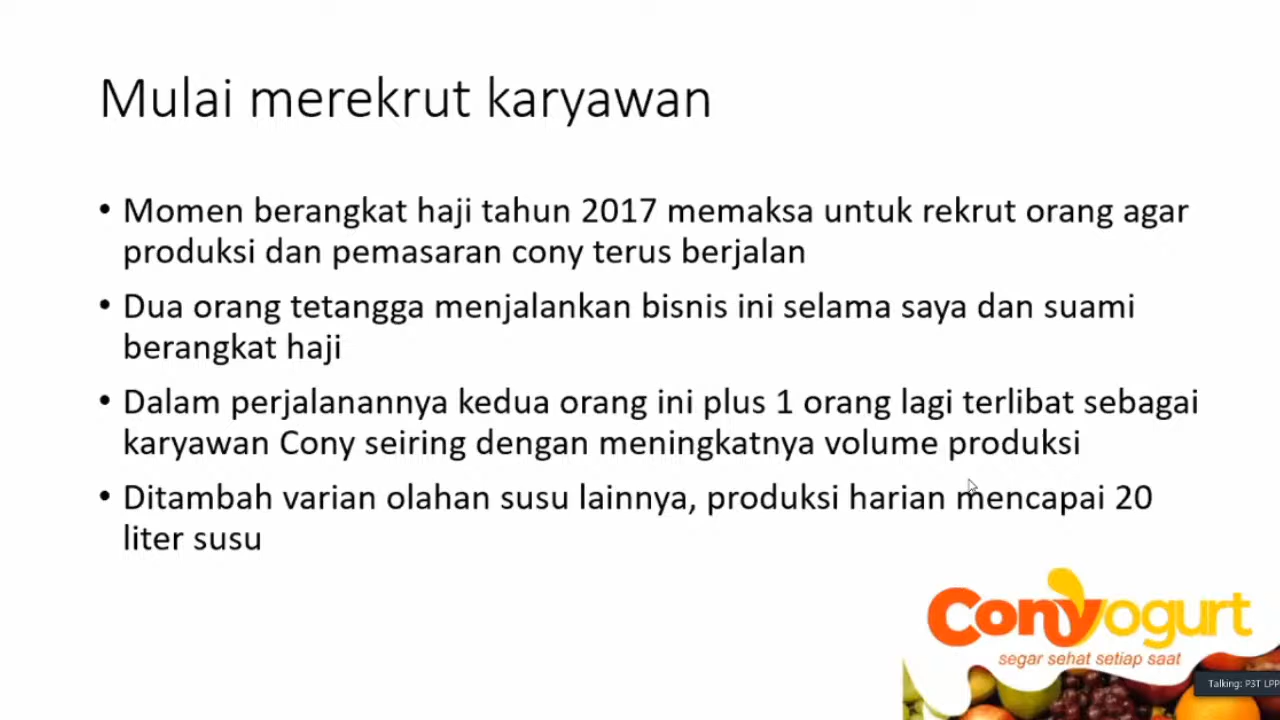 Mulai merekrut karyawan
• Momen berangkat haji tahun 2017 memaksa untuk rekrut orang agar
produksi dan pemasaran cony terus berjalan
• Dua orang tetangga menjalankan bisnis ini selama saya dan suami
berangkat haji
• Dalam perjalanannya kedua orang ini plus 1 orang lagi terlibat sebagai
karyawan Cony seiring dengan meningkatnya volume produksi
• Ditambah varian olahan susu lainnya, produksi harian mencapai 20
liter susu
Conyogurt
segar sehat setiap saat
Talking: P3T LPP